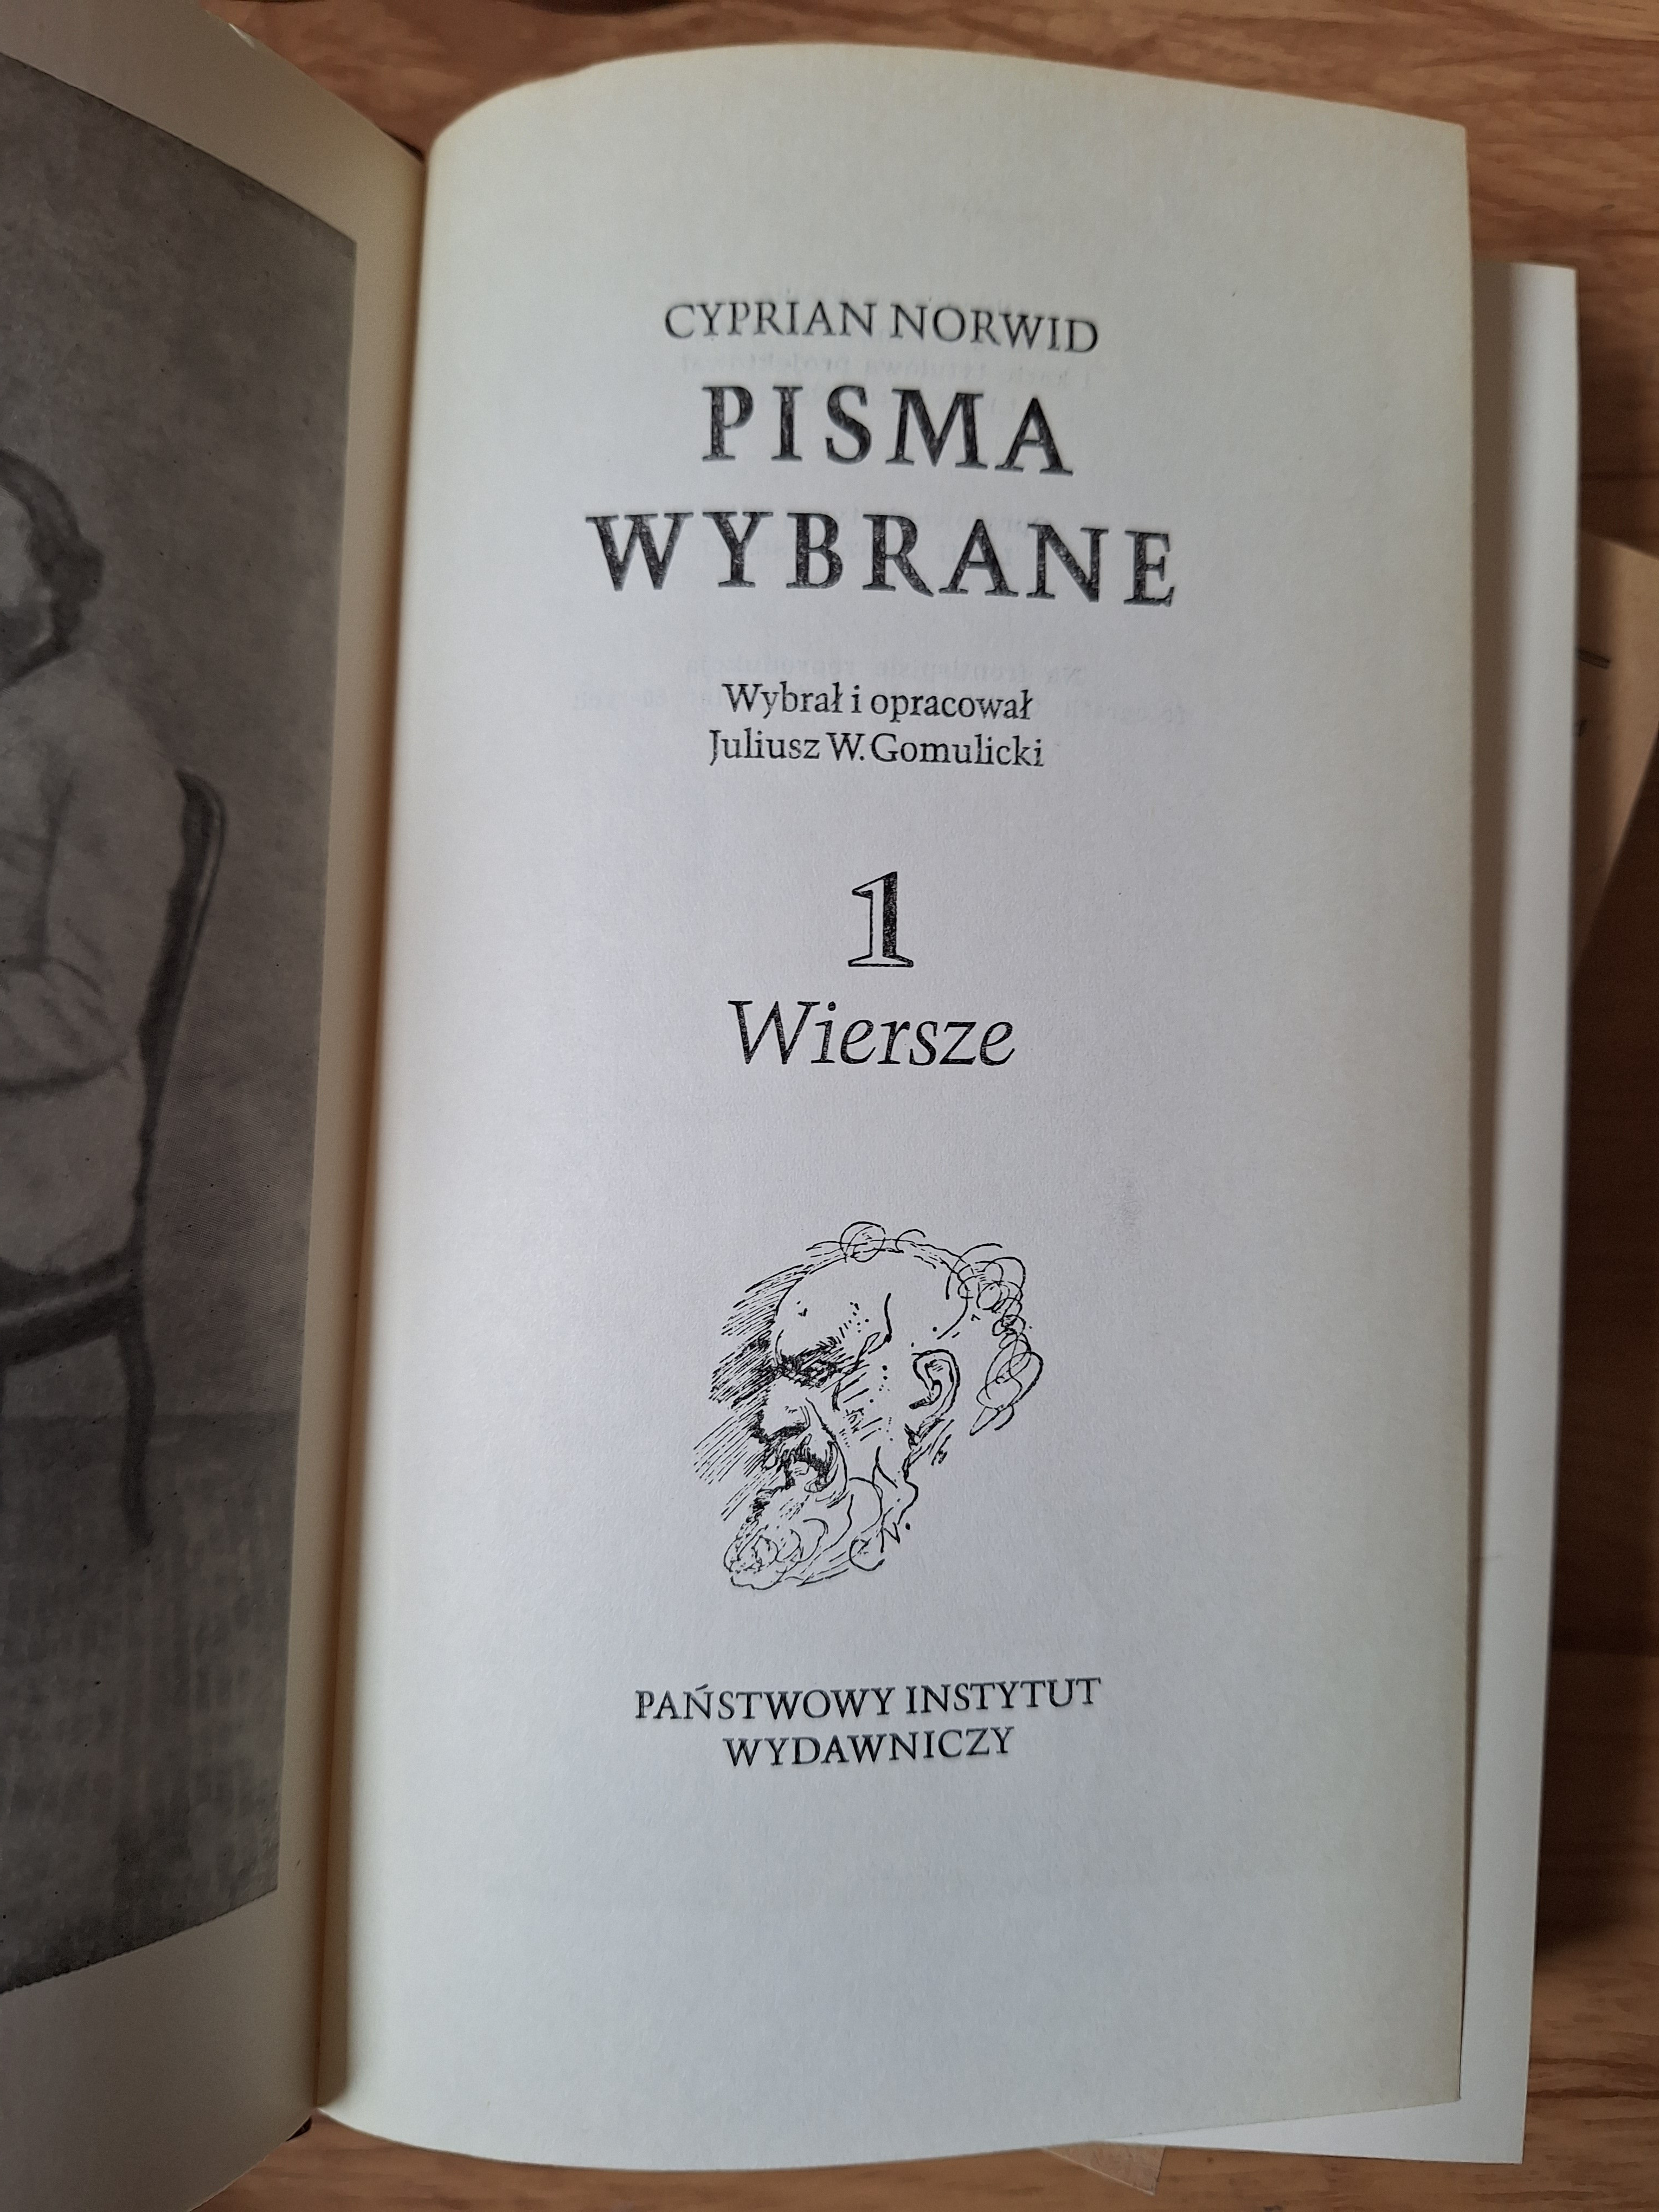 CYPRIAN NORWID
PISMA
WYBRANE
Wybrał i opracował
Juliusz W. Gomulicki
1
Wiersze
PAŃSTWOWY INSTYTUT
WYDAWNICZY